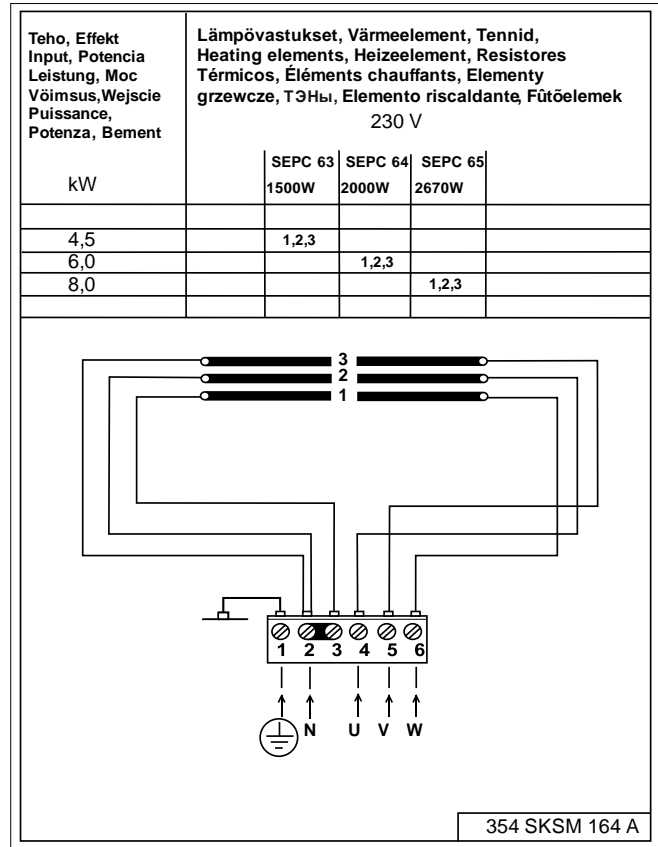 Teho, Effekt
Input, Potencia
Leistung, Moc
Vöimsus,Wejscie
Puissance,
Potenza, Bement
Lämpövastukset, Värmeelement, Tennid,
Heating elements, Heizeelement, Resistores
Térmicos, Éléments chauffants, Elementy
grzewcze, ТЭНы, Elemento riscaldante, Fûtõelemek
230 V
kW
SEPC 63 SEPC 64 SEPC 65
1500W 2000W 2670W
4,5 1,2,3
6,0 1,2,3
8,0 1,2,3
3
2
1
1 2 3 4 5 6
N U V W
354 SKSM 164 A